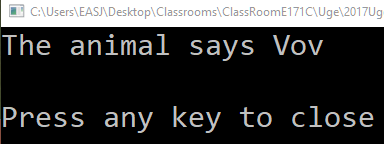 C:\Users\EASJ\Desktop\Classrooms\ClassRoomE171C\Uge\2017Ug
The animal says Vov
Press any key to close